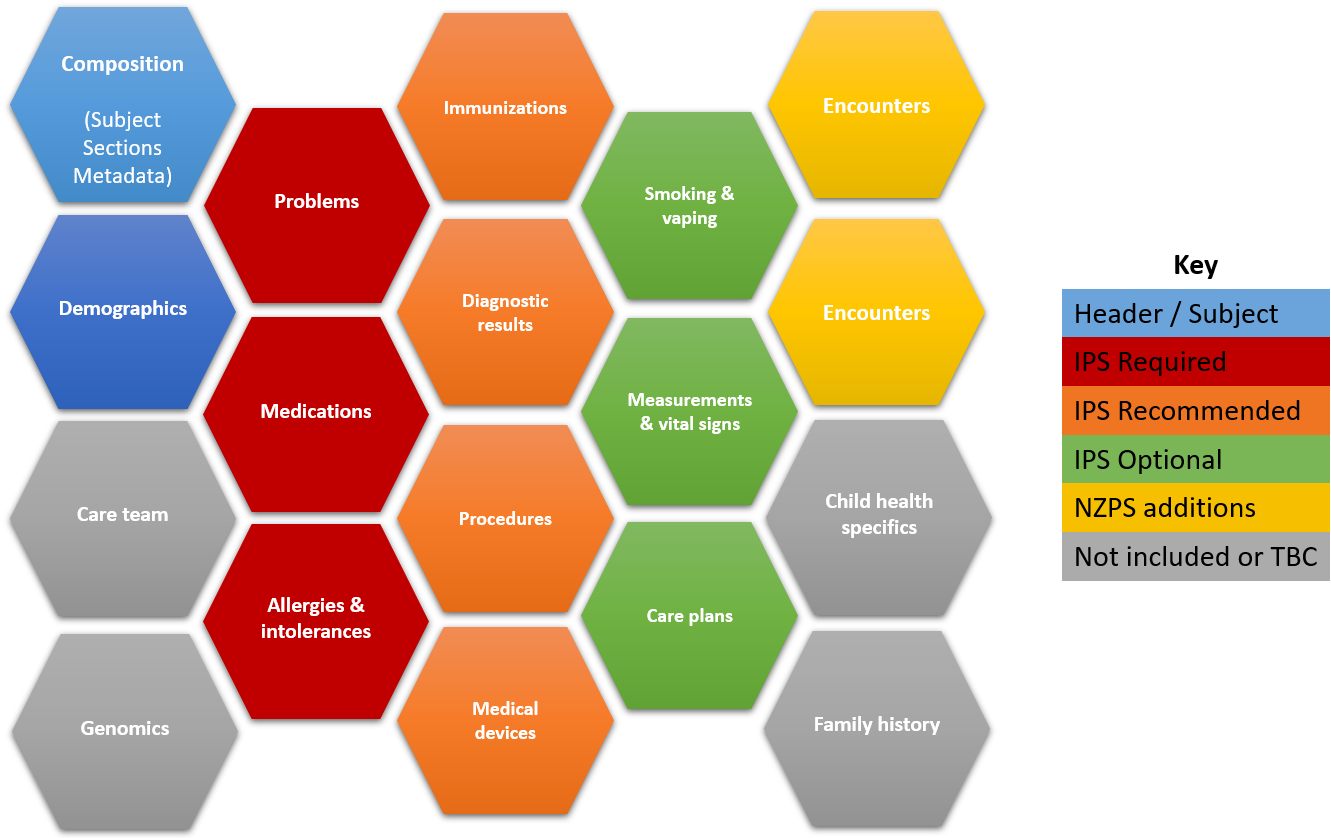 Composition
(Subject
Sections
Metadata)
Demographics
Care team
Genomics
Problems
Medications
Allergies &
intolerances
Immunizations
Diagnostic
results
Procedures
Medical
devices
Smoking &
vaping
Measurements
& vital signs
Care plans
Encounters
Encounters
Child health
specifics
Family history
Key
Header / Subject
IPS Required
IPS Recommended
IPS Optional
NZPS additions
Not included or TBC